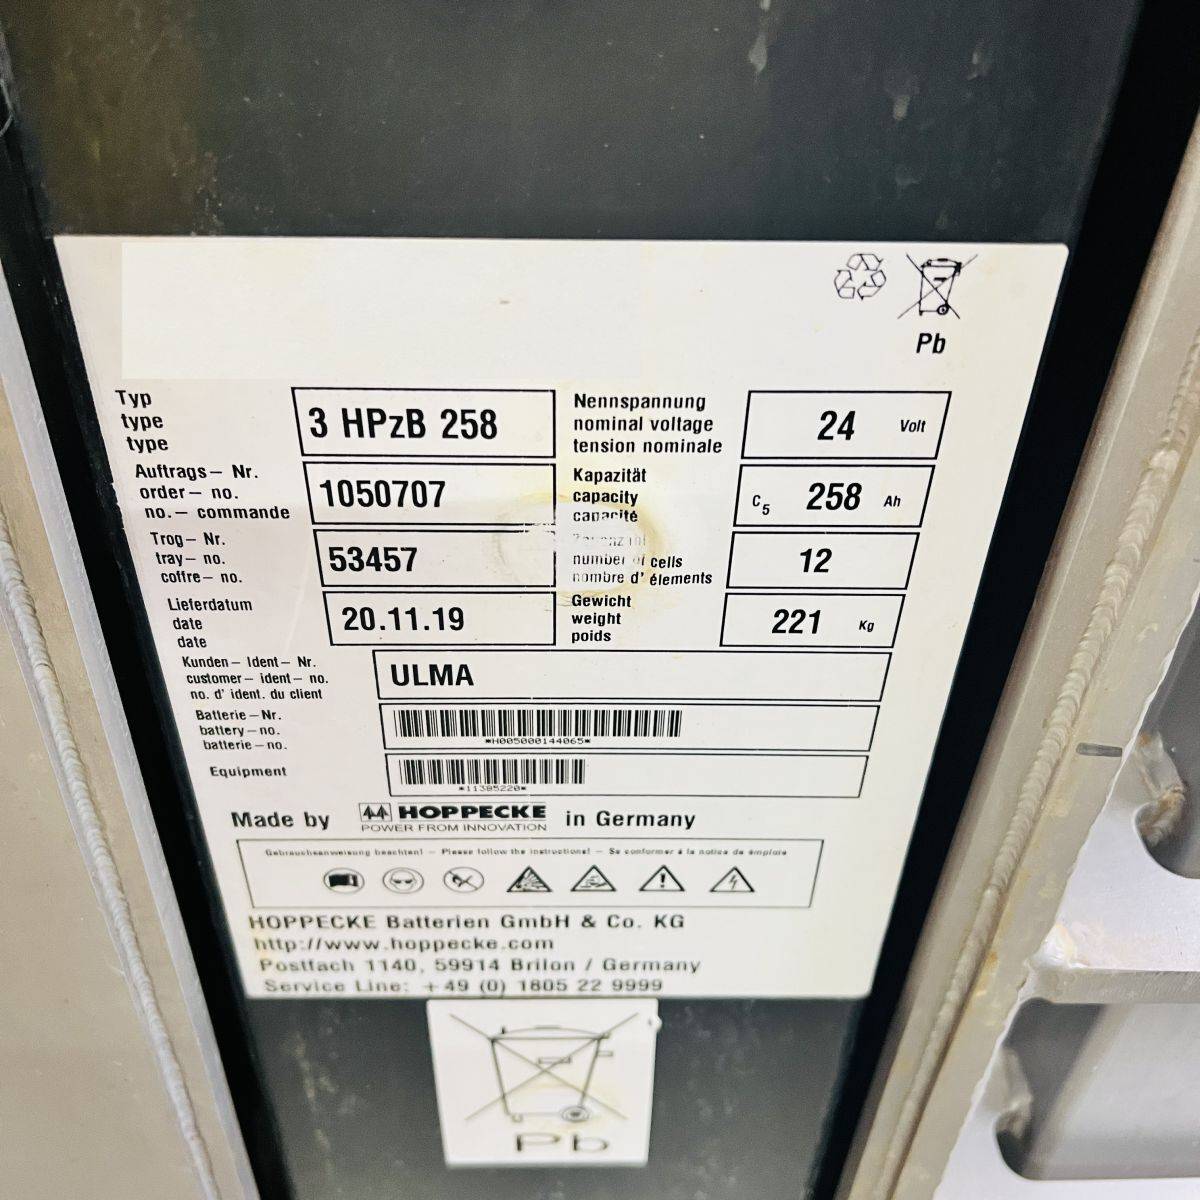 Pb
Typ
type
type
3 HPzB 258
Nennspannung
nominal voltage
tension nominale
24 Volt
Auftrags– Nr.
order– no.
no.– commande
1050707
Kapazität
capacity
capacité
C5 258 Ah
Trog– Nr.
tray– no.
coffre– no.
53457
number of cells
nombre d' élements
12
Lieferdatum
date
date
20.11.19
Gewicht
weight
poids
221 Kg
Kunden– Ident– Nr.
customer– ident– no.
no. d' ident. du client
ULMA
Batterie–Nr.
battery–no.
batterie–no.
*H005000144065*
Equipment
*11385220*
Made by HOPPECKE in Germany
POWER FROM INNOVATION
Gebrauchsanweisung beachten! – Please follow the instructions! – Se conformer à la notice de émploie
HOPPECKE Batterien GmbH & Co. KG
http://www.hoppecke.com
Postfach 1140, 59914 Brilon / Germany
Service Line: +49 (0) 1805 22 9999
Pb